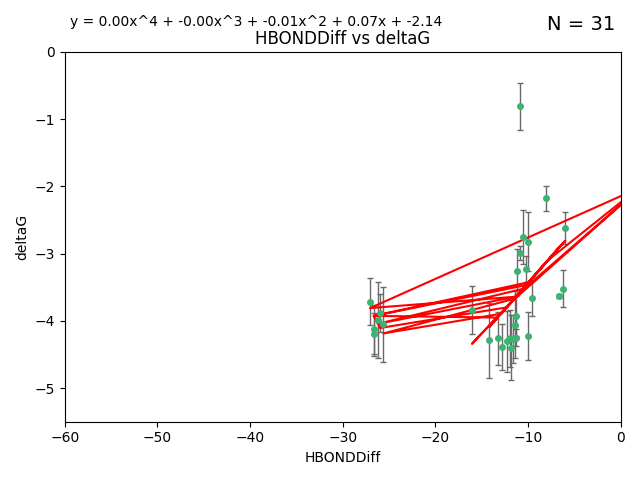 y = 0.00x^4 + -0.00x^3 + -0.01x^2 + 0.07x + -2.14
N = 31
HBONDDiff vs deltaG
0
−1
−2
−3
−4
−5
deltaG
−60 −50 −40 −30 −20 −10 0
HBONDDiff